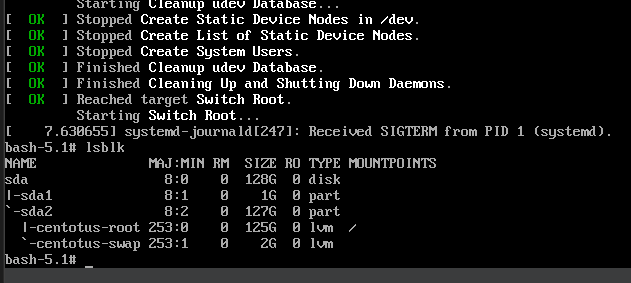 Starting Cleanup udev Database...
[  OK  ] Stopped Create Static Device Nodes in /dev.
[  OK  ] Stopped Create List of Static Device Nodes.
[  OK  ] Stopped Create System Users.
[  OK  ] Finished Cleanup udev Database.
[  OK  ] Finished Cleaning Up and Shutting Down Daemons.
[  OK  ] Reached target Switch Root.
         Starting Switch Root...
[    7.630655] systemd-journald[247]: Received SIGTERM from PID 1 (systemd).
bash-5.1# lsblk
NAME              MAJ:MIN RM  SIZE RO TYPE MOUNTPOINTS
sda                 8:0    0  128G  0 disk
|-sda1              8:1    0    1G  0 part
`-sda2              8:2    0  127G  0 part
  |-centotus-root 253:0    0  125G  0 lvm  /
  `-centotus-swap 253:1    0    2G  0 lvm
bash-5.1# _